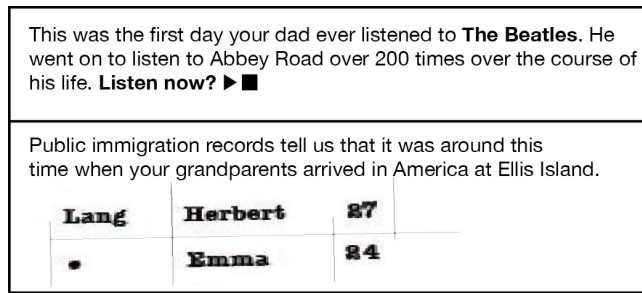 This was the first day your dad ever listened to The Beatles. He
went on to listen to Abbey Road over 200 times over the course of
his life. Listen now? ▶ ■
Public immigration records tell us that it was around this
time when your grandparents arrived in America at Ellis Island.
Lang Herbert 27
• Emma 24